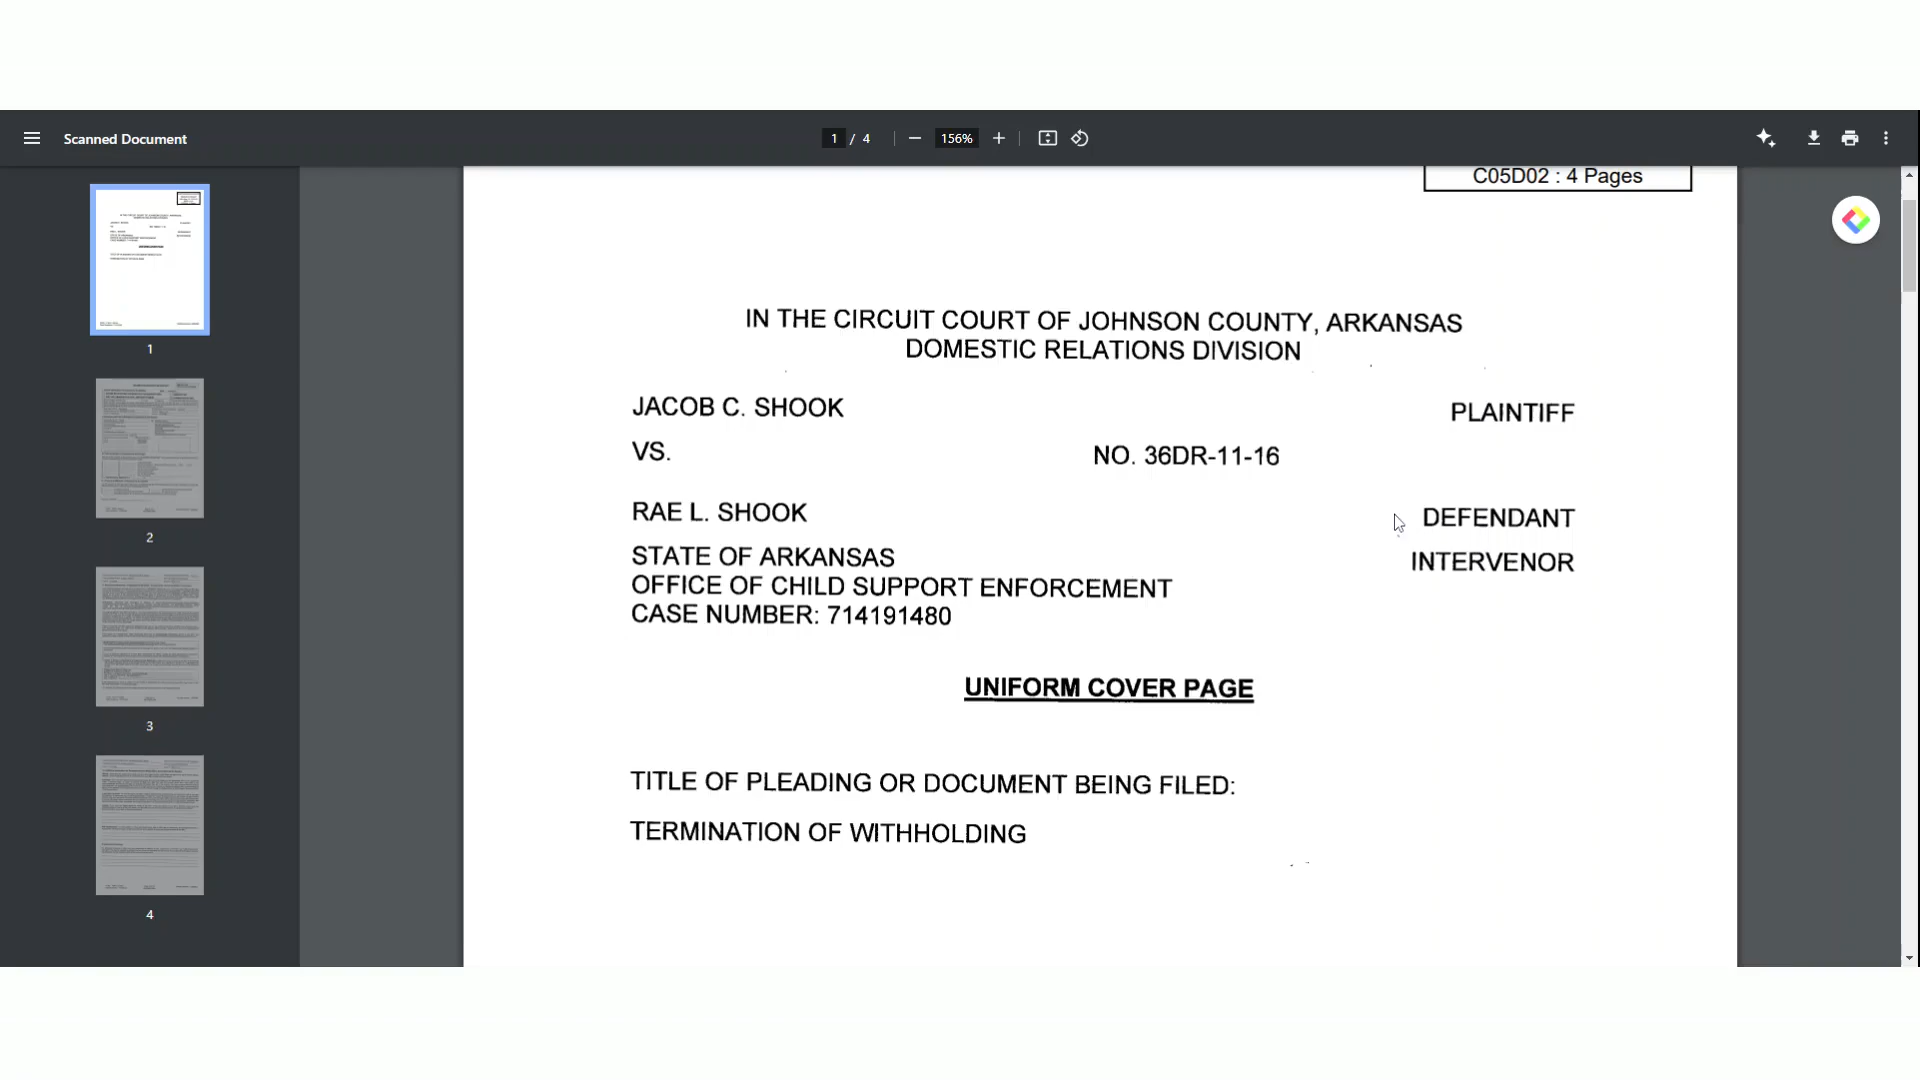 Scanned Document
1 / 4
156%
C05D02 : 4 Pages
IN THE CIRCUIT COURT OF JOHNSON COUNTY, ARKANSAS
DOMESTIC RELATIONS DIVISION
JACOB C. SHOOK PLAINTIFF
VS. NO. 36DR-11-16
RAE L. SHOOK DEFENDANT
STATE OF ARKANSAS INTERVENOR
OFFICE OF CHILD SUPPORT ENFORCEMENT
CASE NUMBER: 714191480
UNIFORM COVER PAGE
TITLE OF PLEADING OR DOCUMENT BEING FILED:
TERMINATION OF WITHHOLDING
1
2
3
4